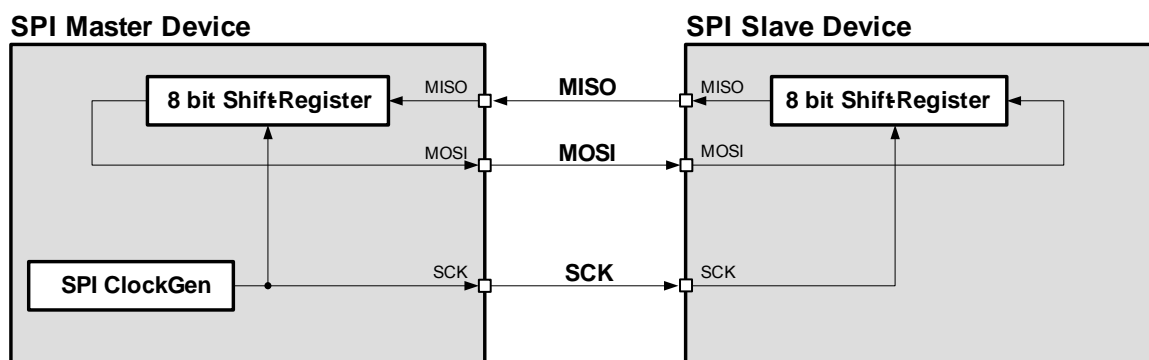 SPI Master Device
SPI Slave Device
8 bit Shift-Register
MISO
MISO
MISO
8 bit Shift-Register
MOSI
MOSI
MOSI
SPI ClockGen
SCK
SCK
SCK